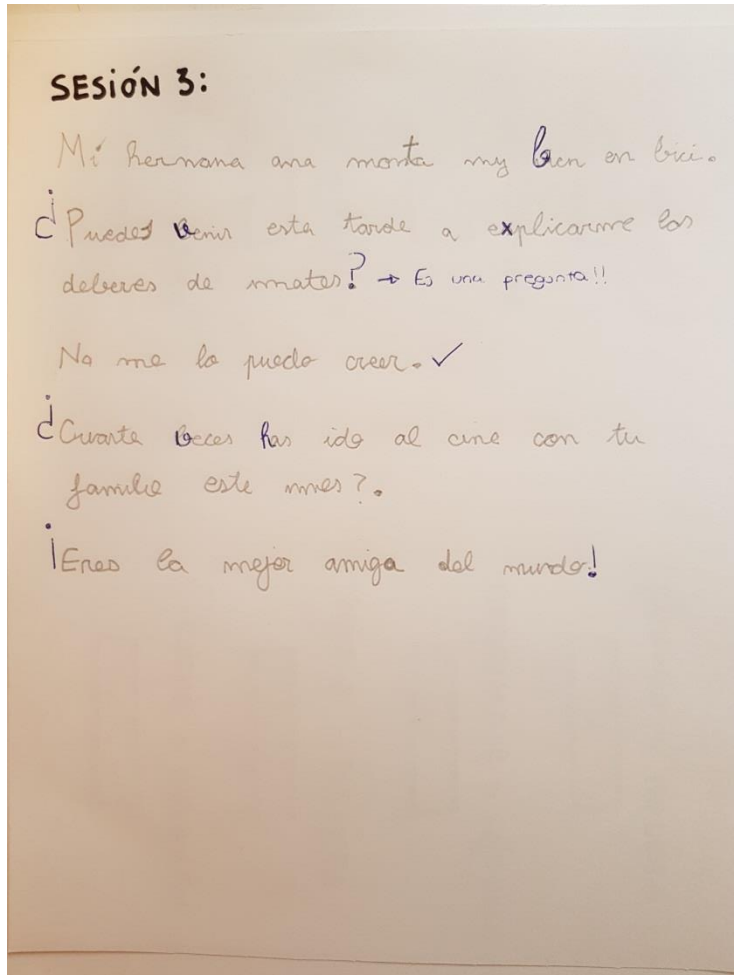 SESIÓN 3:
Mi hermana ana monta my bien en bici.
¿Puedes venir esta tarde a explicarme los
deberes de mates? → Es una pregunta!!
No me lo puedo creer. ✓
¿Cuante veces has ido al cine con tu
familia este mes?.
¡Eres la mejor amiga del mundo!